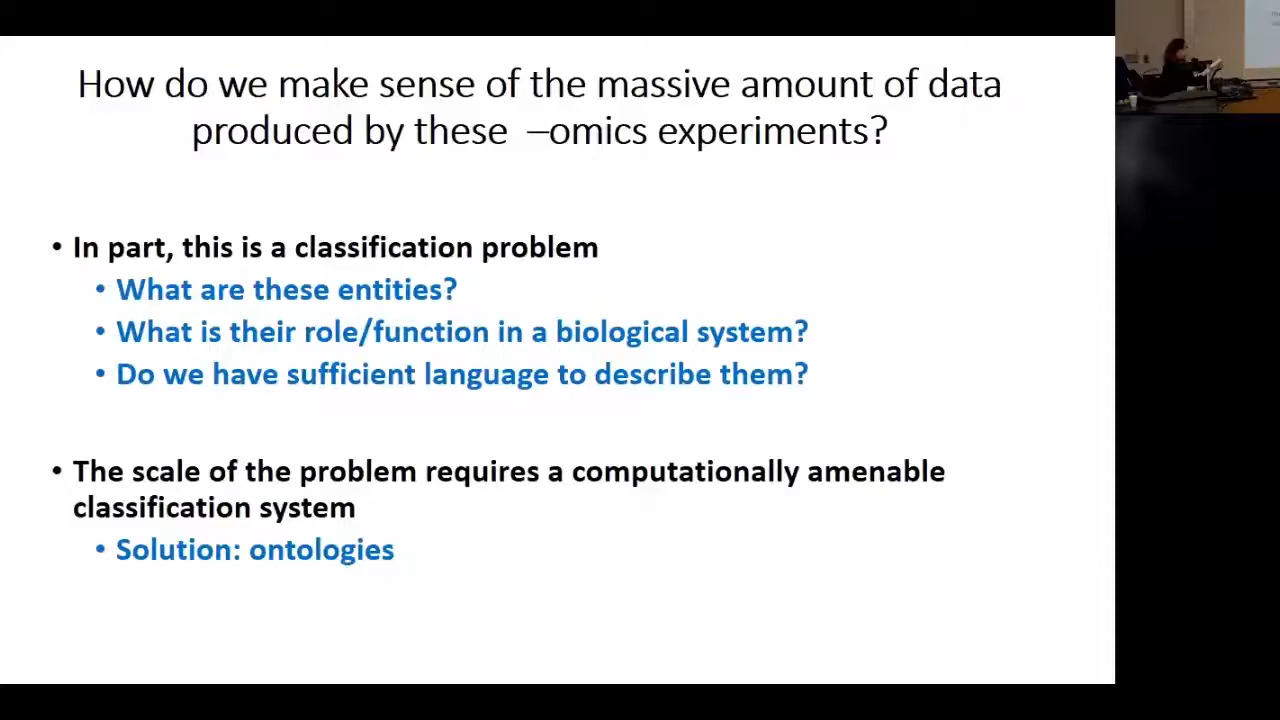 How do we make sense of the massive amount of data
produced by these –omics experiments?
• In part, this is a classification problem
• What are these entities?
• What is their role/function in a biological system?
• Do we have sufficient language to describe them?
• The scale of the problem requires a computationally amenable
classification system
• Solution: ontologies